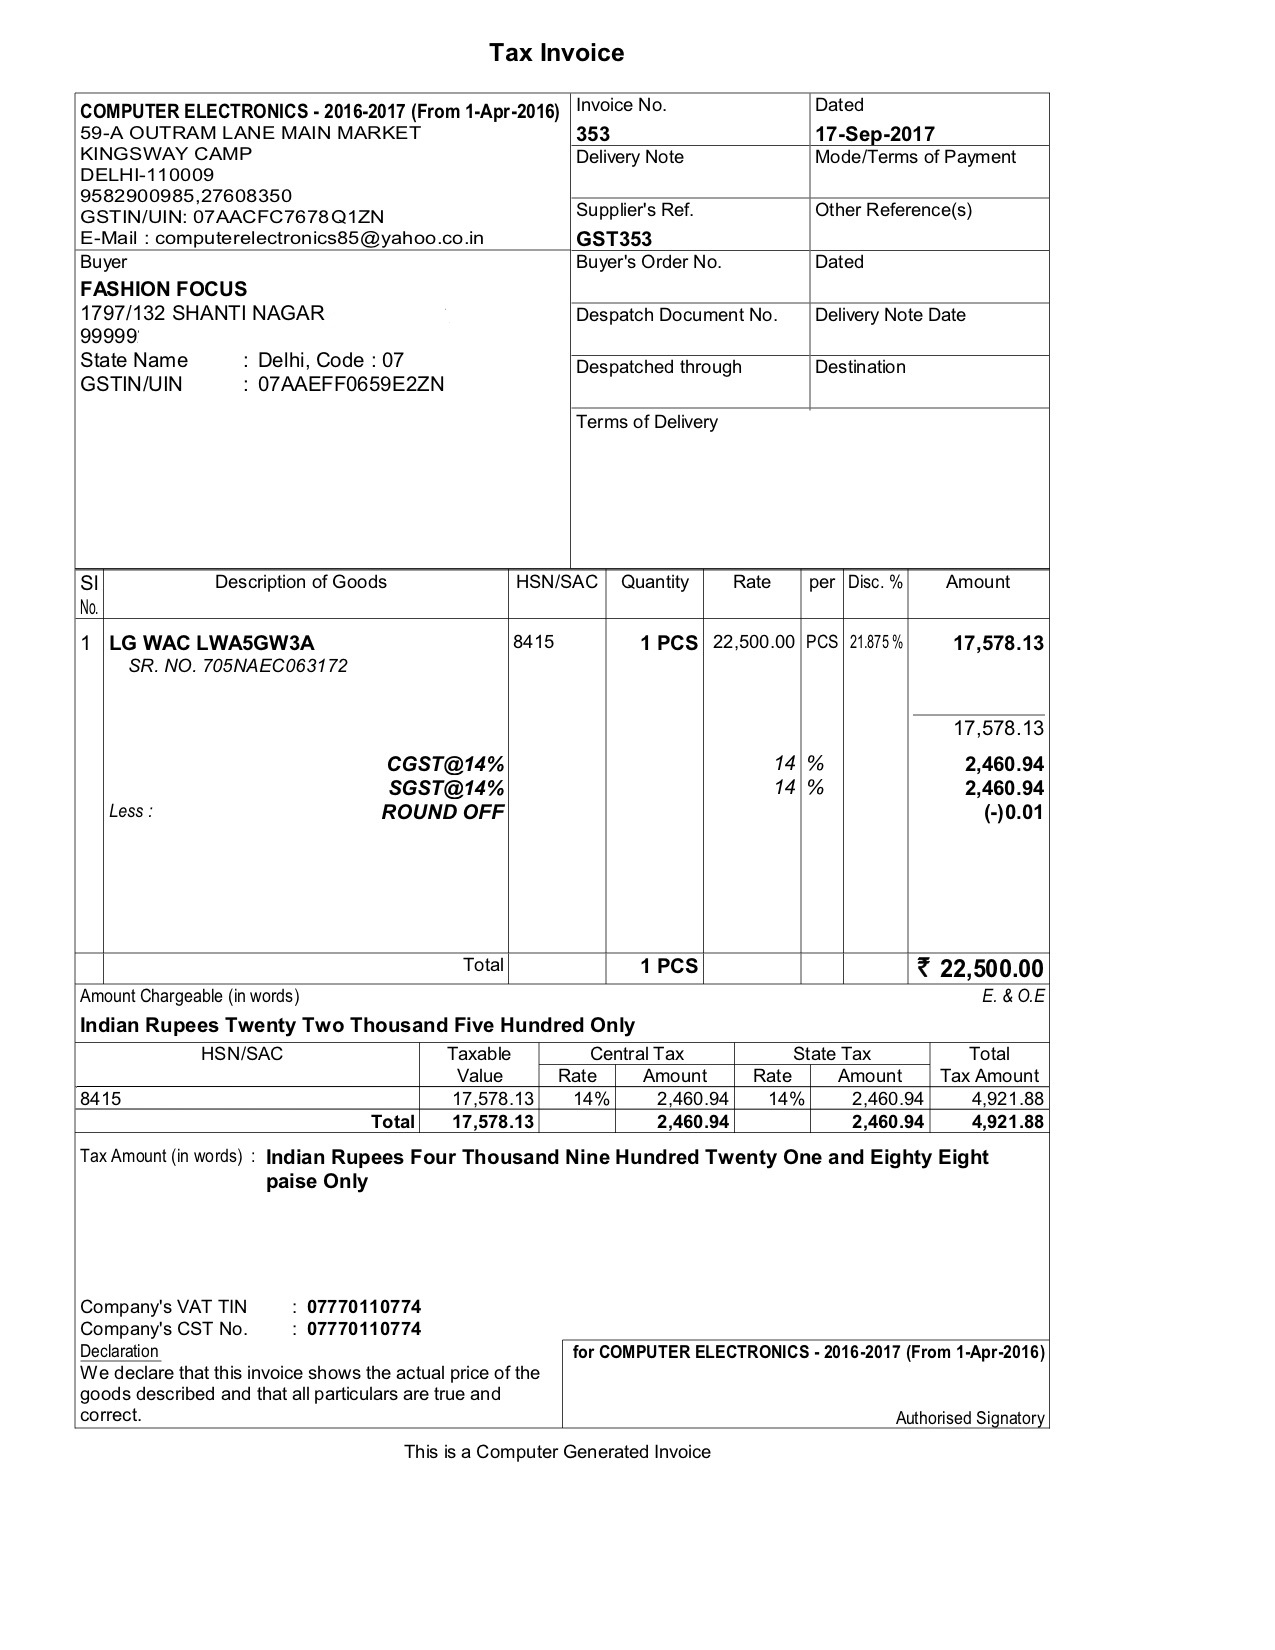 Tax Invoice
COMPUTER ELECTRONICS - 2016-2017 (From 1-Apr-2016)
59-A OUTRAM LANE MAIN MARKET
KINGSWAY CAMP
DELHI-110009
9582900985,27608350
GSTIN/UIN: 07AACFC7678Q1ZN
E-Mail : computerelectronics85@yahoo.co.in
Invoice No.
353
Dated
17-Sep-2017
Delivery Note
Mode/Terms of Payment
Supplier's Ref.
GST353
Other Reference(s)
Buyer
FASHION FOCUS
1797/132 SHANTI NAGAR
99999
State Name : Delhi, Code : 07
GSTIN/UIN : 07AAEFF0659E2ZN
Buyer's Order No.
Dated
Despatch Document No.
Delivery Note Date
Despatched through
Destination
Terms of Delivery
Sl No. Description of Goods HSN/SAC Quantity Rate per Disc. % Amount
1 LG WAC LWA5GW3A 8415 1 PCS 22,500.00 PCS 21.875 % 17,578.13
SR. NO. 705NAEC063172
17,578.13
CGST@14% 14 % 2,460.94
SGST@14% 14 % 2,460.94
Less : ROUND OFF (-)0.01
Total 1 PCS ₹ 22,500.00
Amount Chargeable (in words) E. & O.E
Indian Rupees Twenty Two Thousand Five Hundred Only
HSN/SAC Taxable Value Central Tax State Tax Total Tax Amount
Rate Amount Rate Amount
8415 17,578.13 14% 2,460.94 14% 2,460.94 4,921.88
Total 17,578.13 2,460.94 2,460.94 4,921.88
Tax Amount (in words) : Indian Rupees Four Thousand Nine Hundred Twenty One and Eighty Eight
paise Only
Company's VAT TIN : 07770110774
Company's CST No. : 07770110774
Declaration
We declare that this invoice shows the actual price of the
goods described and that all particulars are true and
correct.
for COMPUTER ELECTRONICS - 2016-2017 (From 1-Apr-2016)
Authorised Signatory
This is a Computer Generated Invoice